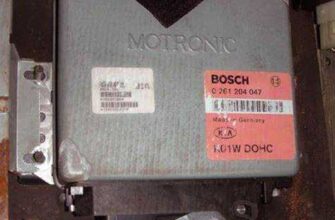 MOTRONIC
BOSCH
0 261 204 047
Made in Germany
KIA
K01W DOHC